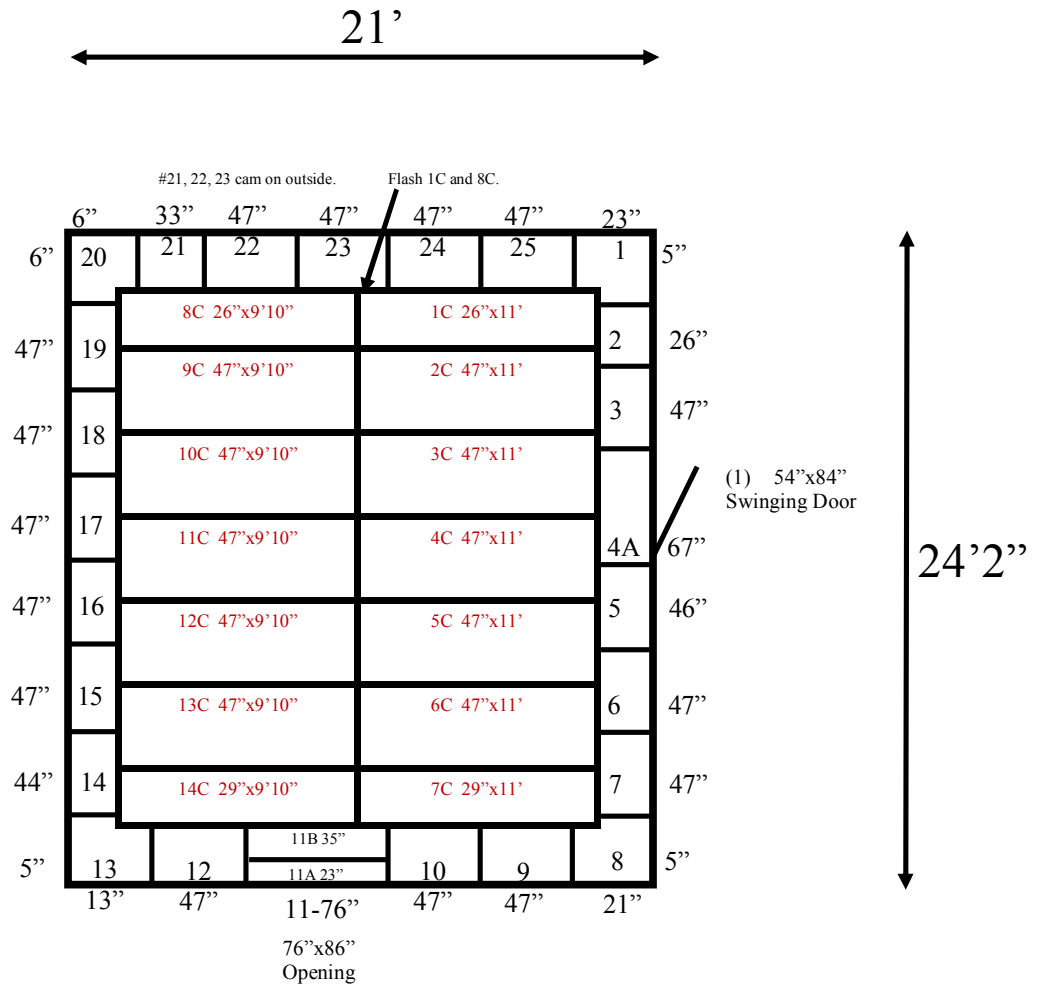 21’
#21, 22, 23 cam on outside.
Flash 1C and 8C.
6”
33”
47”
47”
47”
47”
23”
6”
20
21
22
23
24
25
1
5”
8C 26”x9’10”
1C 26”x11’
47”
19
2
26”
9C 47”x9’10”
2C 47”x11’
3
47”
47”
18
10C 47”x9’10”
3C 47”x11’
(1) 54”x84”
Swinging Door
47”
17
11C 47”x9’10”
4C 47”x11’
4A
67”
24’2”
47”
16
12C 47”x9’10”
5C 47”x11’
5
46”
47”
15
13C 47”x9’10”
6C 47”x11’
6
47”
44”
14
14C 29”x9’10”
7C 29”x11’
7
47”
11B 35”
5”
13
12
11A 23”
10
9
8
5”
13”
47”
11-76”
47”
47”
21”
76”x86”
Opening